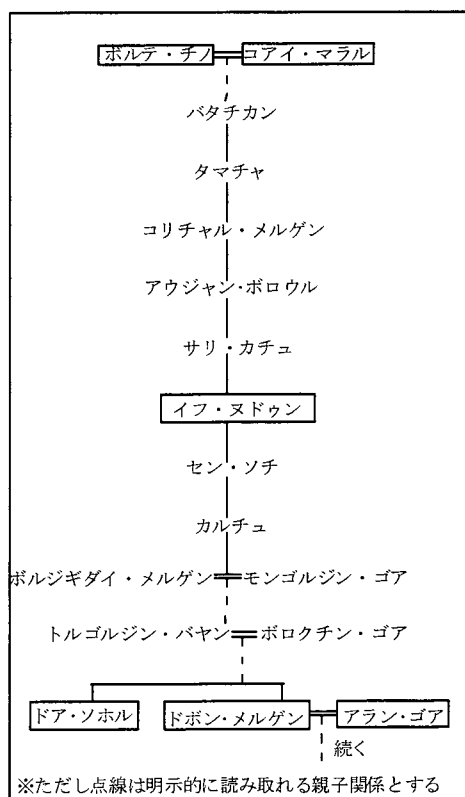 ボルテ・チノ コアイ・マラル
バタチカン
タマチャ
コリチャル・メルゲン
アウジャン・ボロウル
サリ・カチュ
イフ・ヌドゥン
セン・ソチ
カルチュ
ボルジギダイ・メルゲン モンゴルジン・ゴア
トルゴルジン・バヤン ボロクチン・ゴア
ドア・ソホル ドボン・メルゲン アラン・ゴア
続く
※ただし点線は明示的に読み取れる親子関係とする